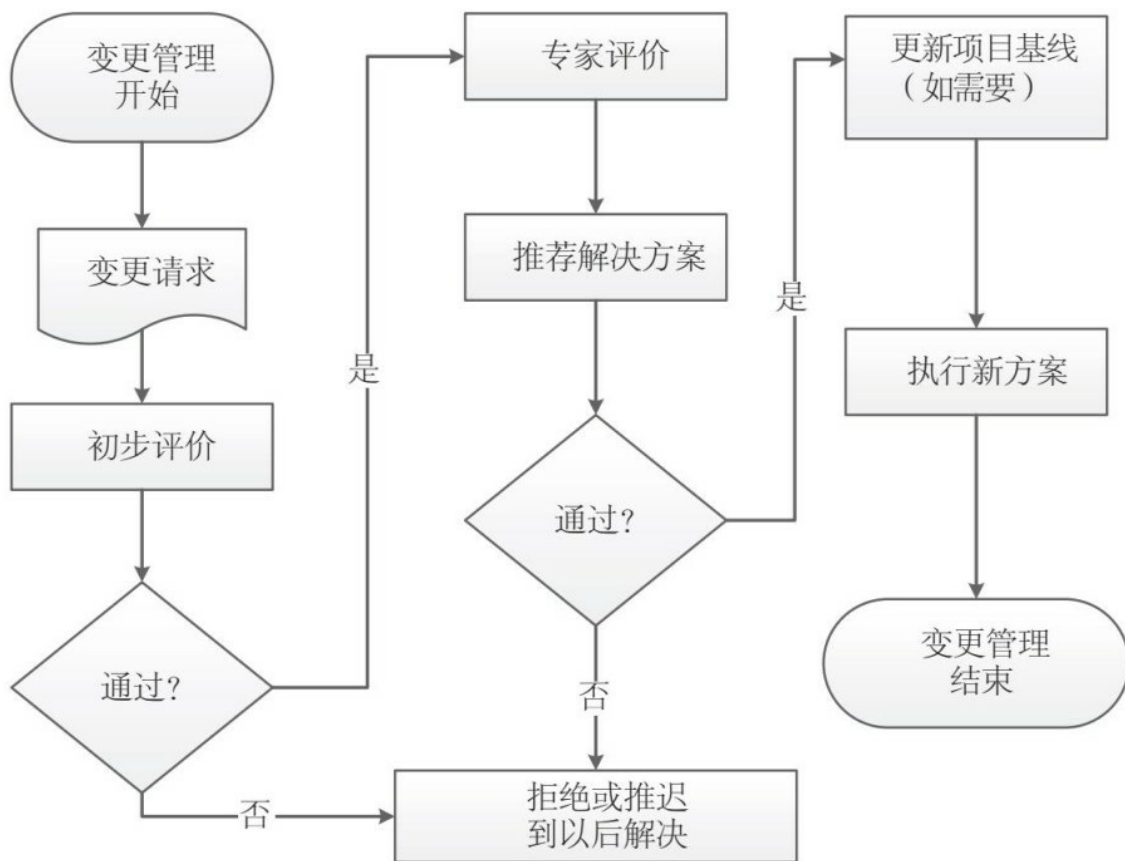 变更管理
开始
变更请求
初步评价
通过?
是
否
专家评价
推荐解决方案
通过?
是
否
拒绝或推迟
到以后解决
更新项目基线
（如需要）
执行新方案
变更管理
结束